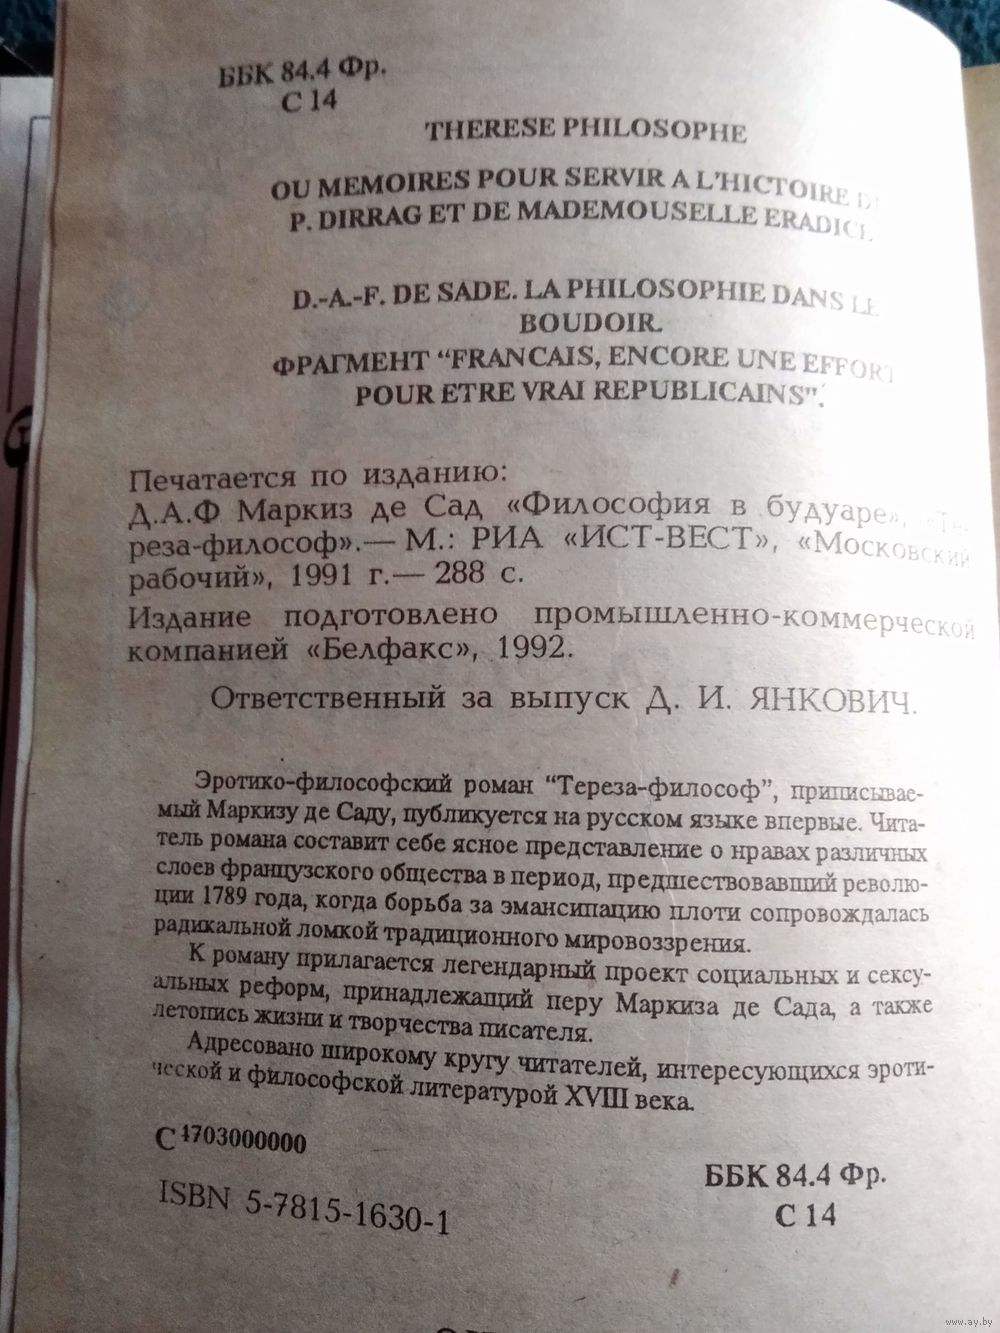 ББК 84.4 Фр.
С 14
THERESE PHILOSOPHE
OU MEMOIRES POUR SERVIR A L'HICTOIRE
P. DIRRAG ET DE MADEMOUSELLE ERADICE
D.-A.-F. DE SADE. LA PHILOSOPHIE DANS LE
BOUDOIR.
ФРАГМЕНТ "FRANCAIS, ENCORE UNE EFFORT
POUR ETRE VRAI REPUBLICAINS".
Печатается по изданию:
Д.А.Ф Маркиз де Сад «Философия в будуаре», «Те-
реза-философ».— М.: РИА «ИСТ-ВЕСТ», «Московский
рабочий», 1991 г.— 288 с.
Издание подготовлено промышленно-коммерческой
компанией «Белфакс», 1992.
Ответственный за выпуск Д. И. ЯНКОВИЧ.
Эротико-философский роман "Тереза-философ", приписывае-
мый Маркизу де Саду, публикуется на русском языке впервые. Чита-
тель романа составит себе ясное представление о нравах различных
слоев французского общества в период, предшествовавший револю-
ции 1789 года, когда борьба за эмансипацию плоти сопровождалась
радикальной ломкой традиционного мировоззрения.
К роману прилагается легендарный проект социальных и сексу-
альных реформ, принадлежащий перу Маркиза де Сада, а также
летопись жизни и творчества писателя.
Адресовано широкому кругу читателей, интересующихся эроти-
ческой и философской литературой XVIII века.
С 4703000000
ББК 84.4 Фр.
ISBN 5-7815-1630-1
С 14
www.ay.by